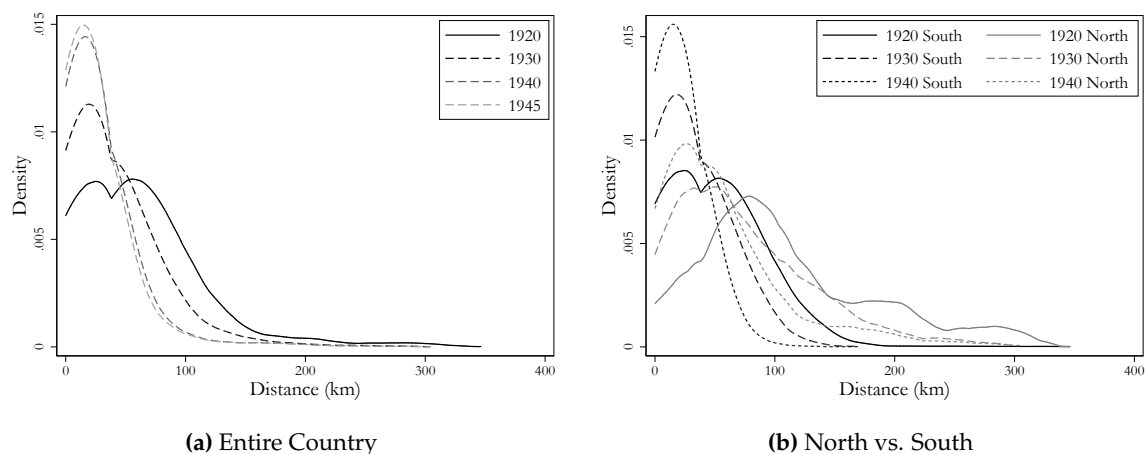 .015
.01
.005
0
Density
0 100 200 300 400
Distance (km)
1920
1930
1940
1945
(a) Entire Country
.015
.01
.005
0
Density
0 100 200 300 400
Distance (km)
1920 South 1920 North
1930 South 1930 North
1940 South 1940 North
(b) North vs. South